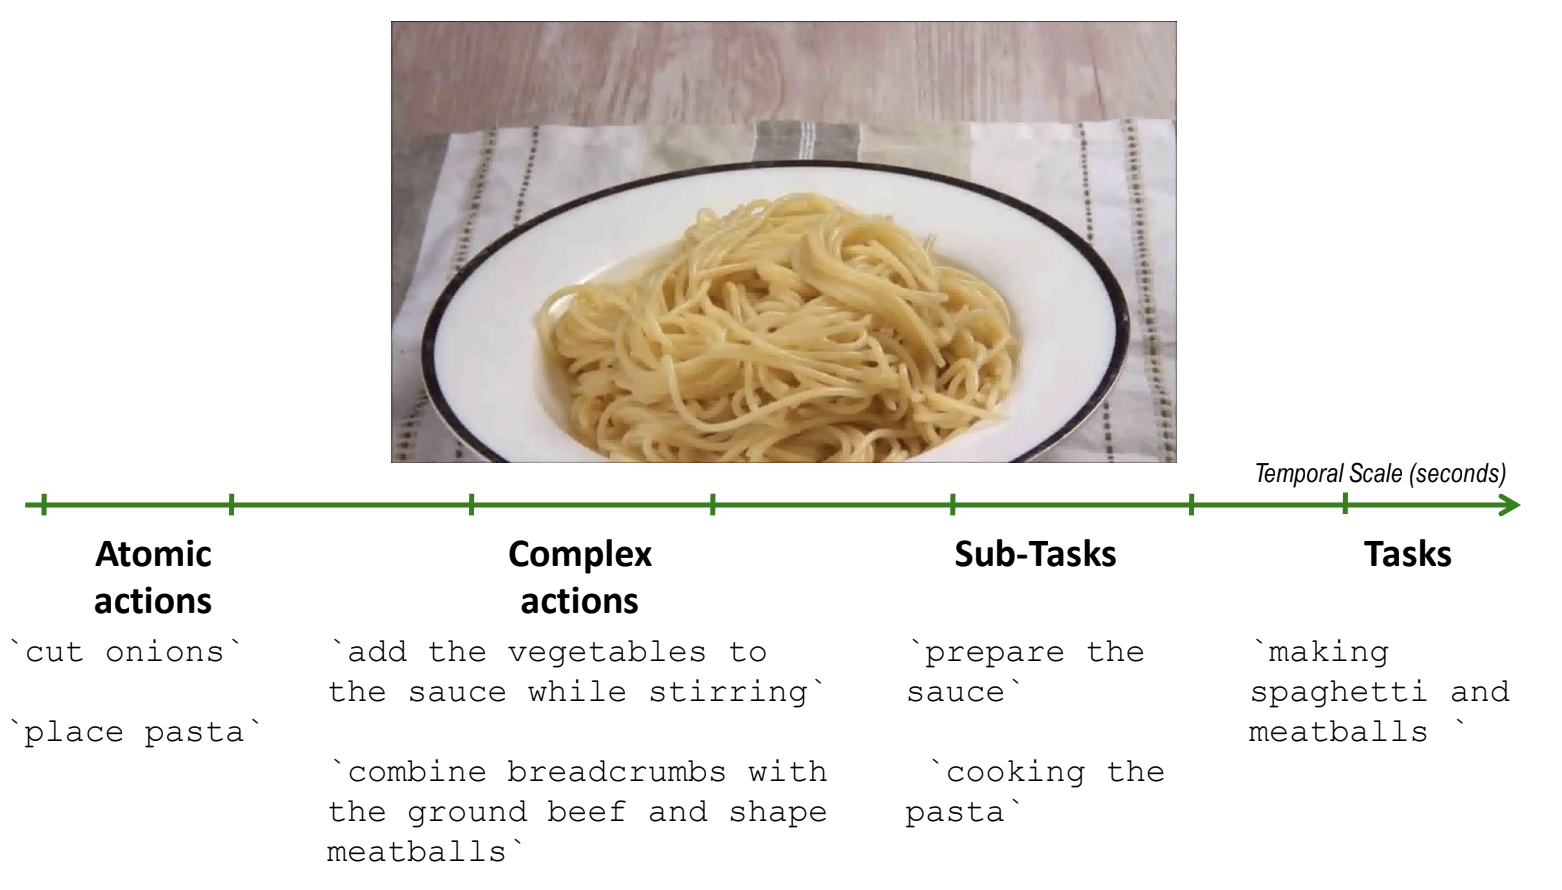 Temporal Scale (seconds)
Atomic
actions
`cut onions`
`place pasta`
Complex
actions
`add the vegetables to
the sauce while stirring`
`combine breadcrumbs with
the ground beef and shape
meatballs`
Sub-Tasks
`prepare the
sauce`
`cooking the
pasta`
Tasks
`making
spaghetti and
meatballs `